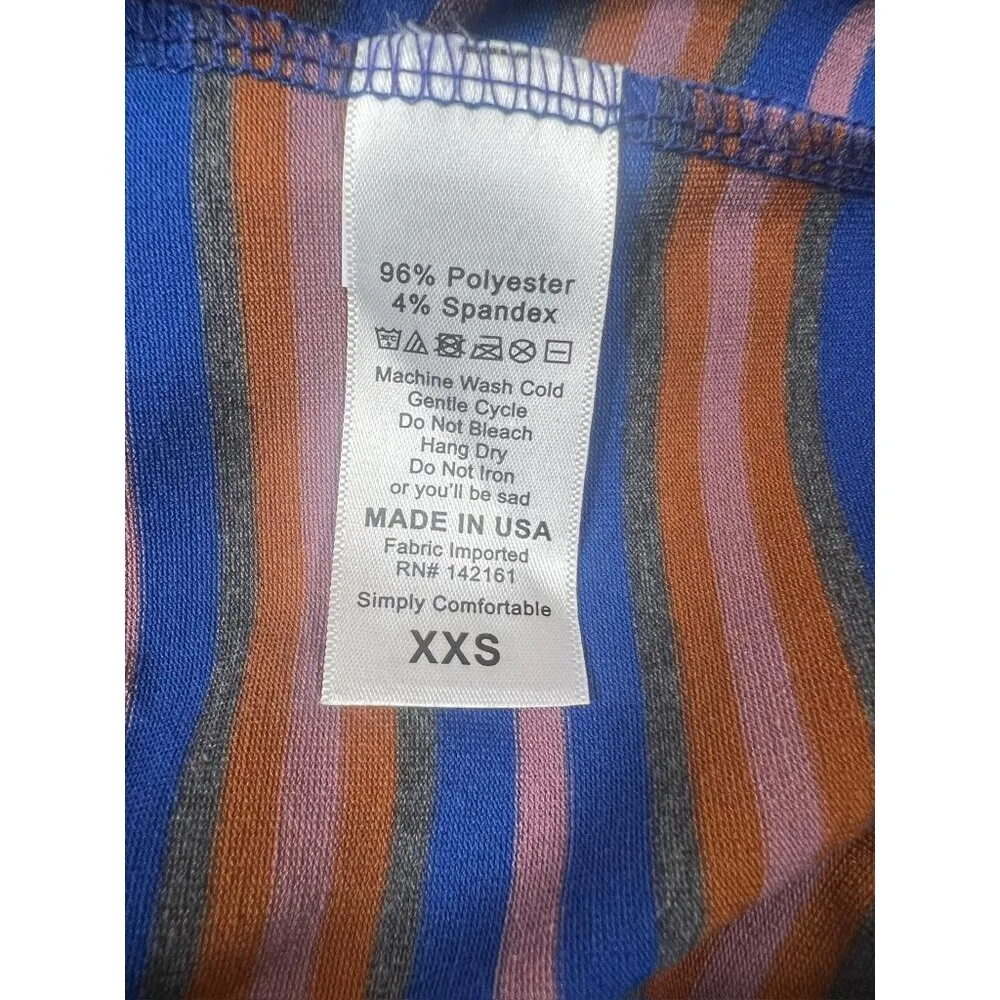 96% Polyester
4% Spandex
Machine Wash Cold
Gentle Cycle
Do Not Bleach
Hang Dry
Do Not Iron
or you'll be sad
MADE IN USA
Fabric Imported
RN# 142161
Simply Comfortable
XXS